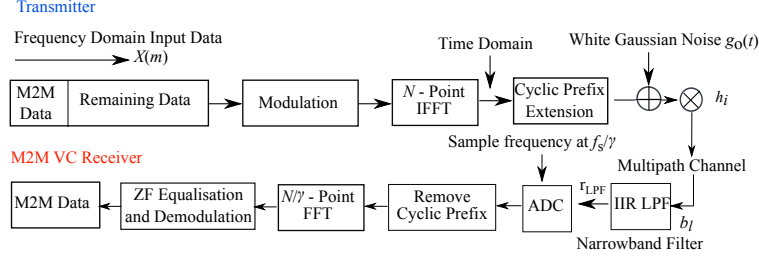 Transmitter
Frequency Domain Input Data
X(m)
Time Domain
White Gaussian Noise g₀(t)
M2M Data
Remaining Data
Modulation
N - Point IFFT
Cyclic Prefix Extension
hᵢ
Sample frequency at fₛ/γ
M2M VC Receiver
Multipath Channel
M2M Data
ZF Equalisation and Demodulation
N/γ - Point FFT
Remove Cyclic Prefix
ADC
r_LPF
IIR LPF
b_l
Narrowband Filter